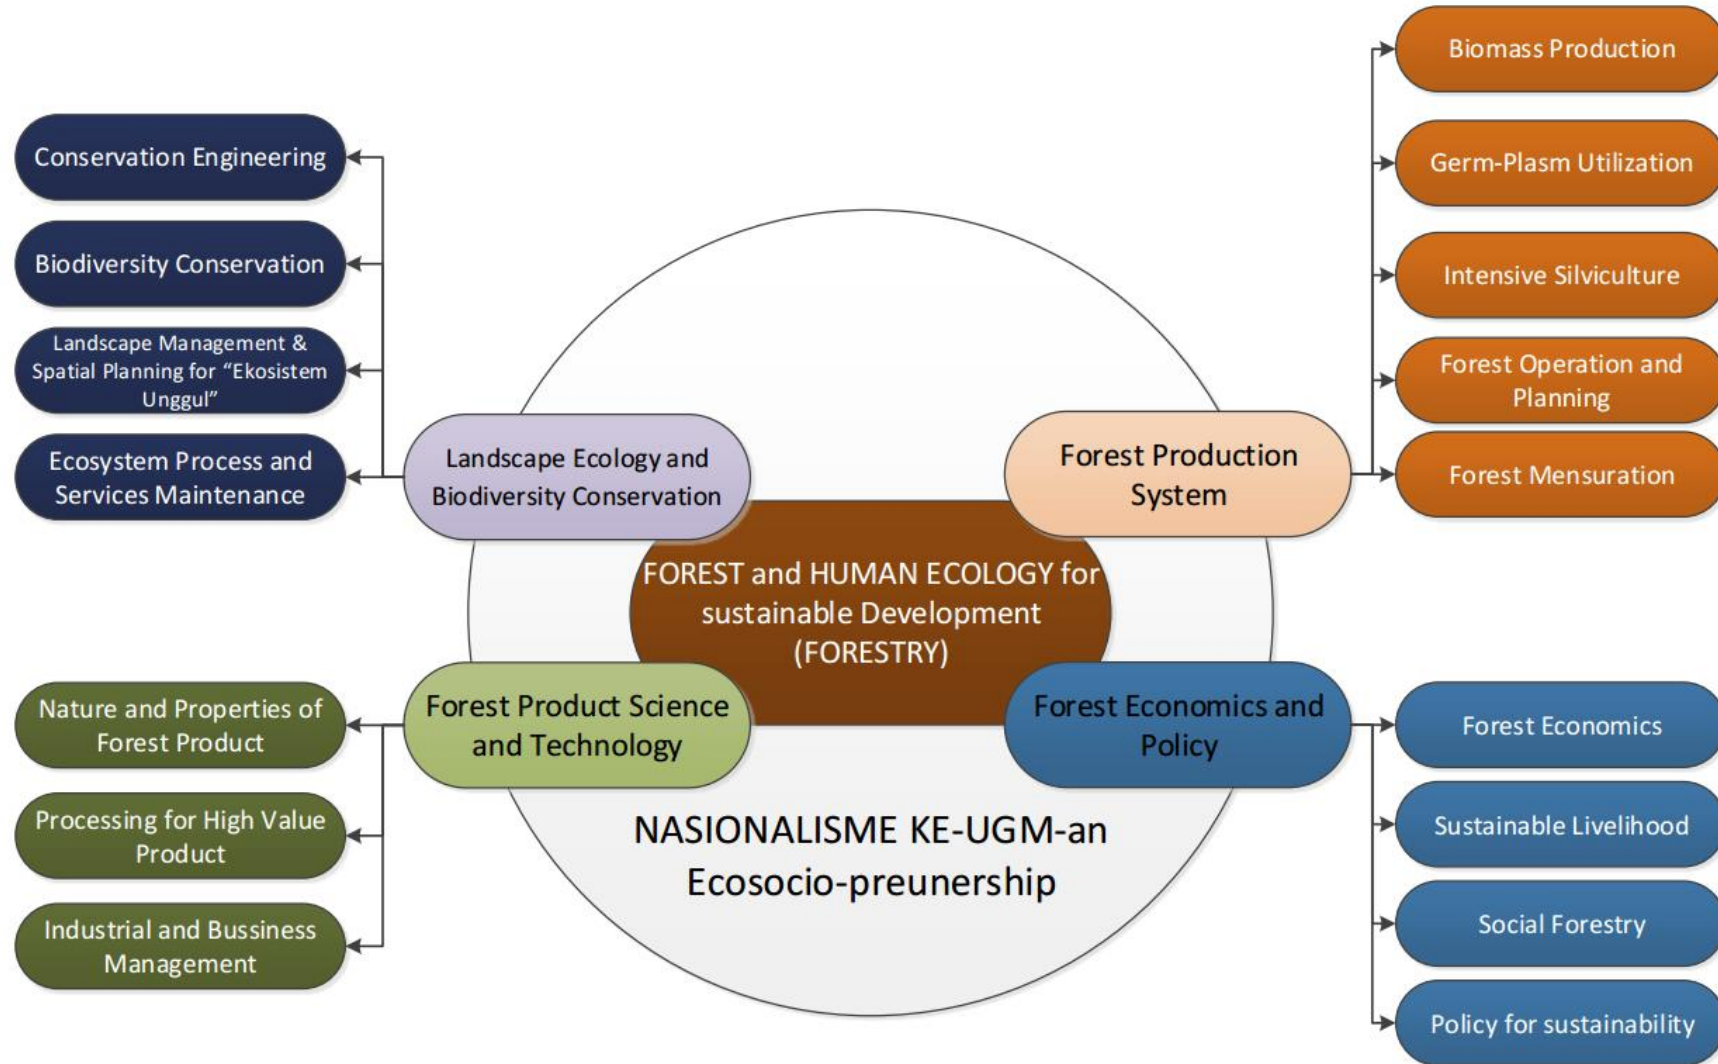 Conservation Engineering
Biodiversity Conservation
Landscape Management &
Spatial Planning for “Ekosistem
Unggul”
Ecosystem Process and
Services Maintenance
Landscape Ecology and
Biodiversity Conservation
Biomass Production
Germ-Plasm Utilization
Intensive Silviculture
Forest Operation and
Planning
Forest Mensuration
Forest Production
System
FOREST and HUMAN ECOLOGY for
sustainable Development
(FORESTRY)
Nature and Properties of
Forest Product
Processing for High Value
Product
Industrial and Bussiness
Management
Forest Product Science
and Technology
Forest Economics and
Policy
Forest Economics
Sustainable Livelihood
Social Forestry
Policy for sustainability
NASIONALISME KE-UGM-an
Ecosocio-preunership